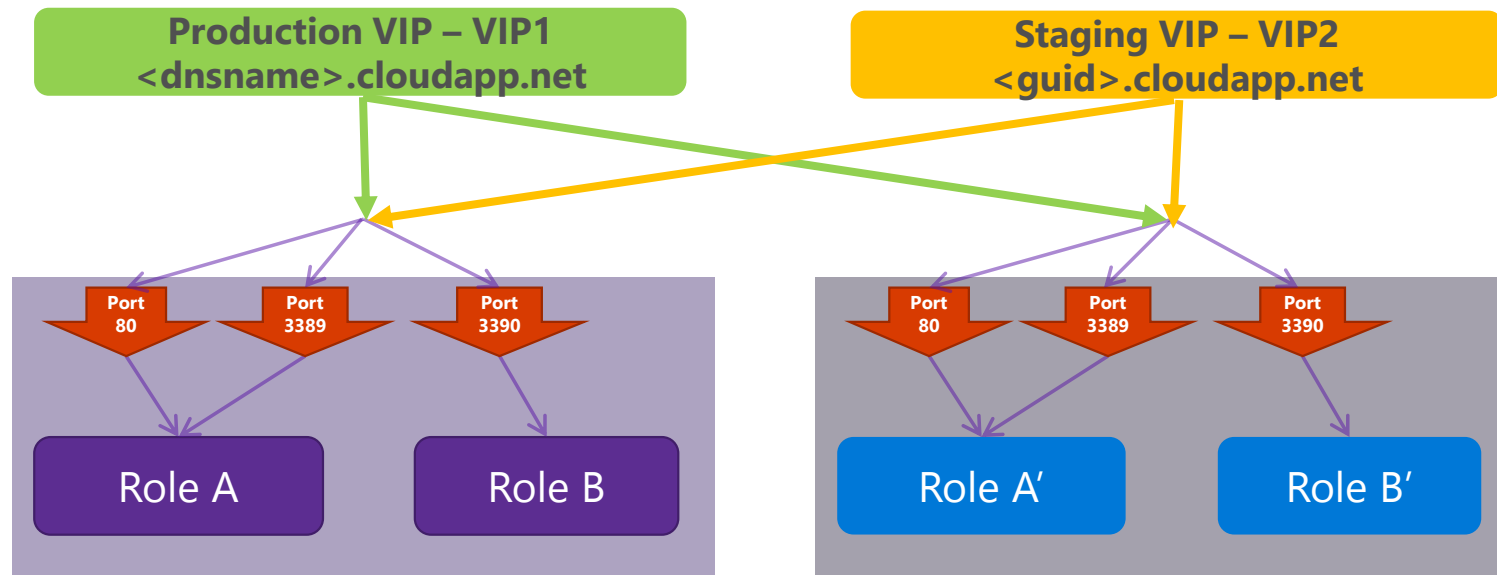 Production VIP – VIP1
<dnsname>.cloudapp.net
Staging VIP – VIP2
<guid>.cloudapp.net
Port
80
Port
3389
Port
3390
Port
80
Port
3389
Port
3390
Role A
Role B
Role A’
Role B’